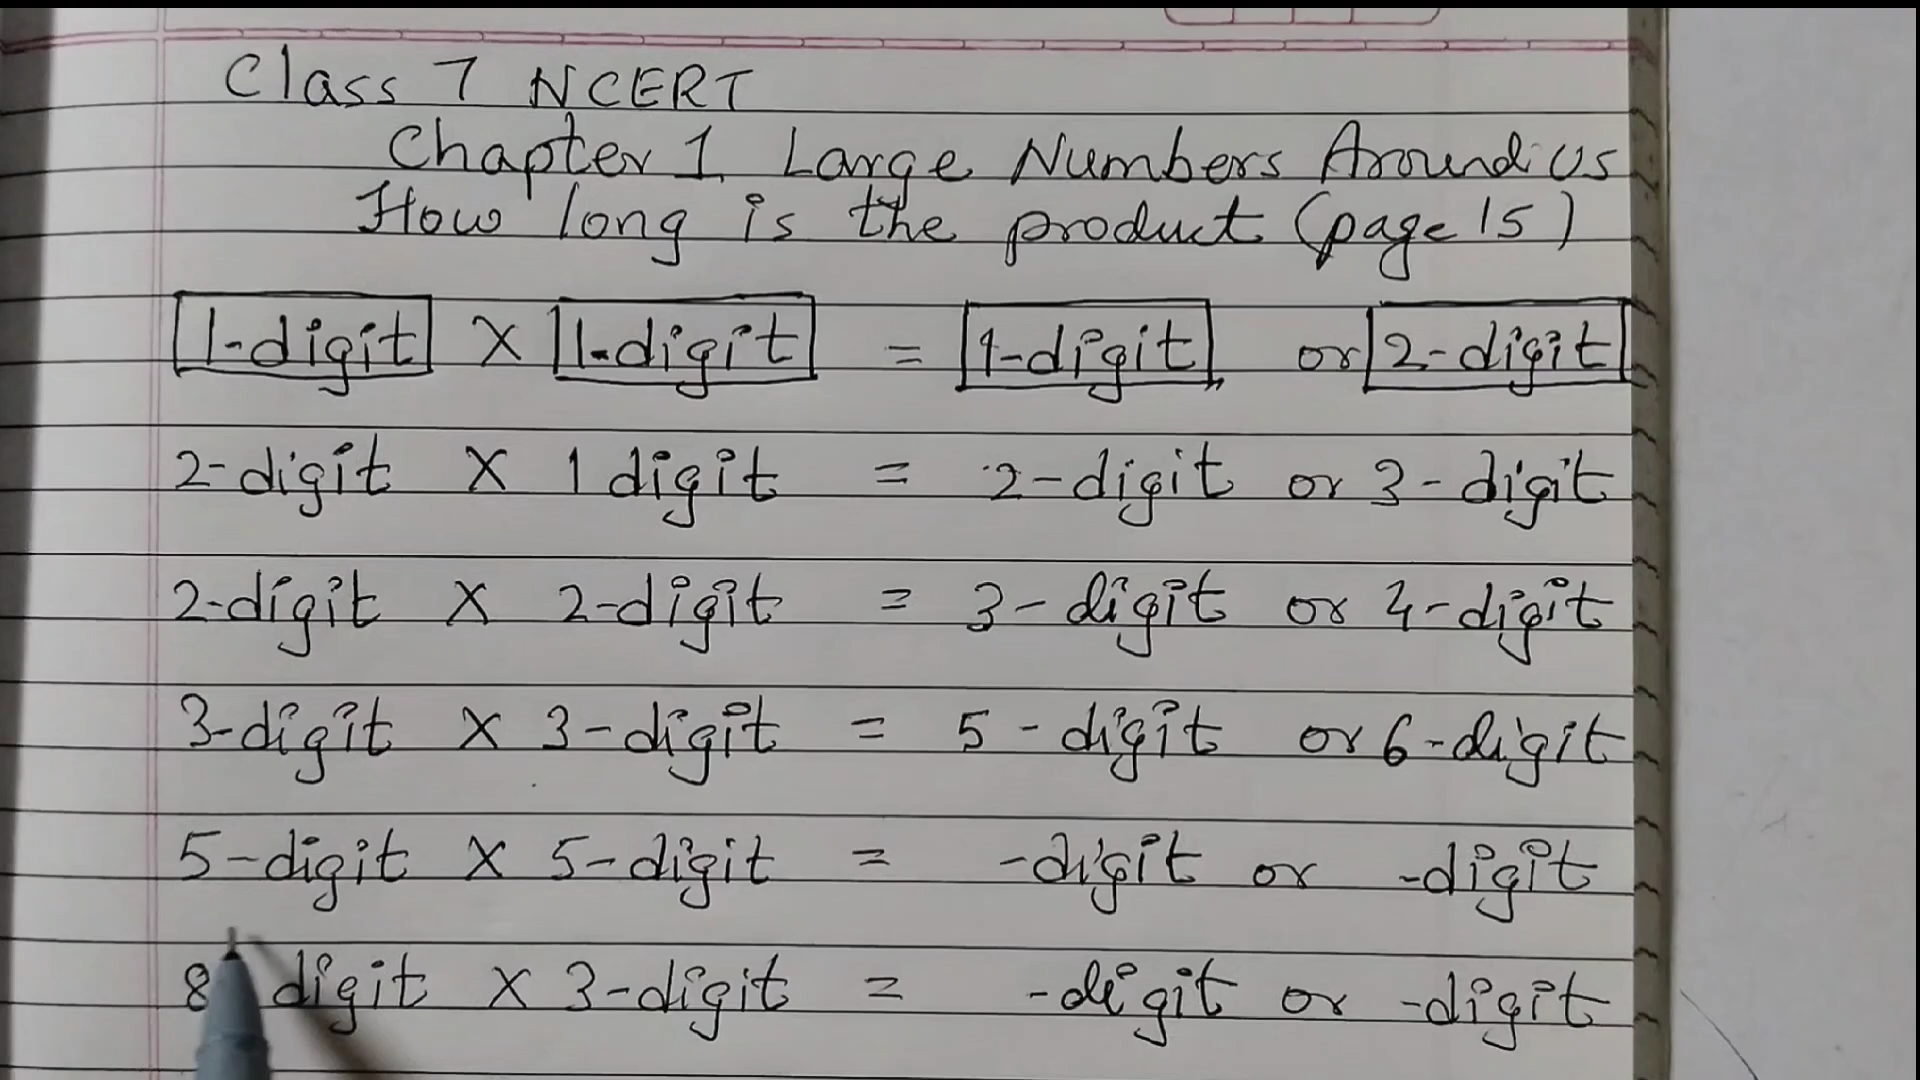 Class 7 NCERT
Chapter 1 Large Numbers Around us
How long is the product (page 15)
1-digit X 1-digit = 1-digit or 2-digit
2-digit X 1 digit = 2-digit or 3-digit
2-digit X 2-digit = 3-digit or 4-digit
3-digit X 3-digit = 5-digit or 6-digit
5-digit X 5-digit = -digit or -digit
8 digit X 3-digit = -digit or -digit